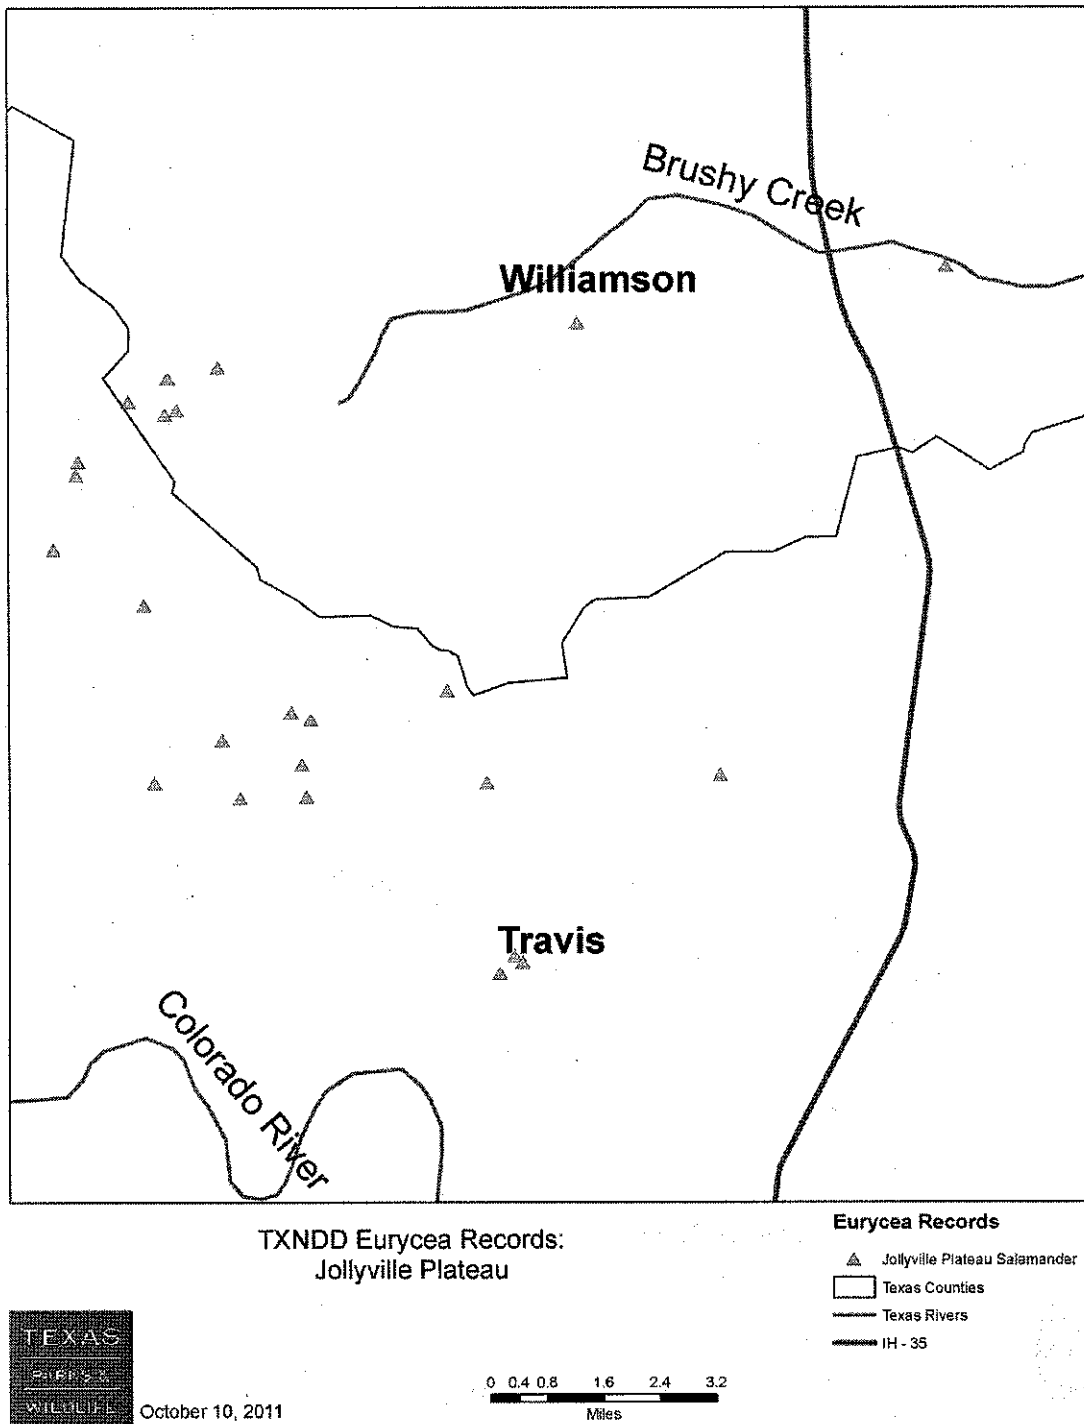 Brushy Creek
Williamson
Travis
Colorado River
TXNDD Eurycea Records:
Jollyville Plateau
Eurycea Records
Jollyville Plateau Salamander
Texas Counties
Texas Rivers
IH - 35
TEXAS
PARKS &
WILDLIFE
October 10, 2011
0 0.4 0.8 1.6 2.4 3.2
Miles